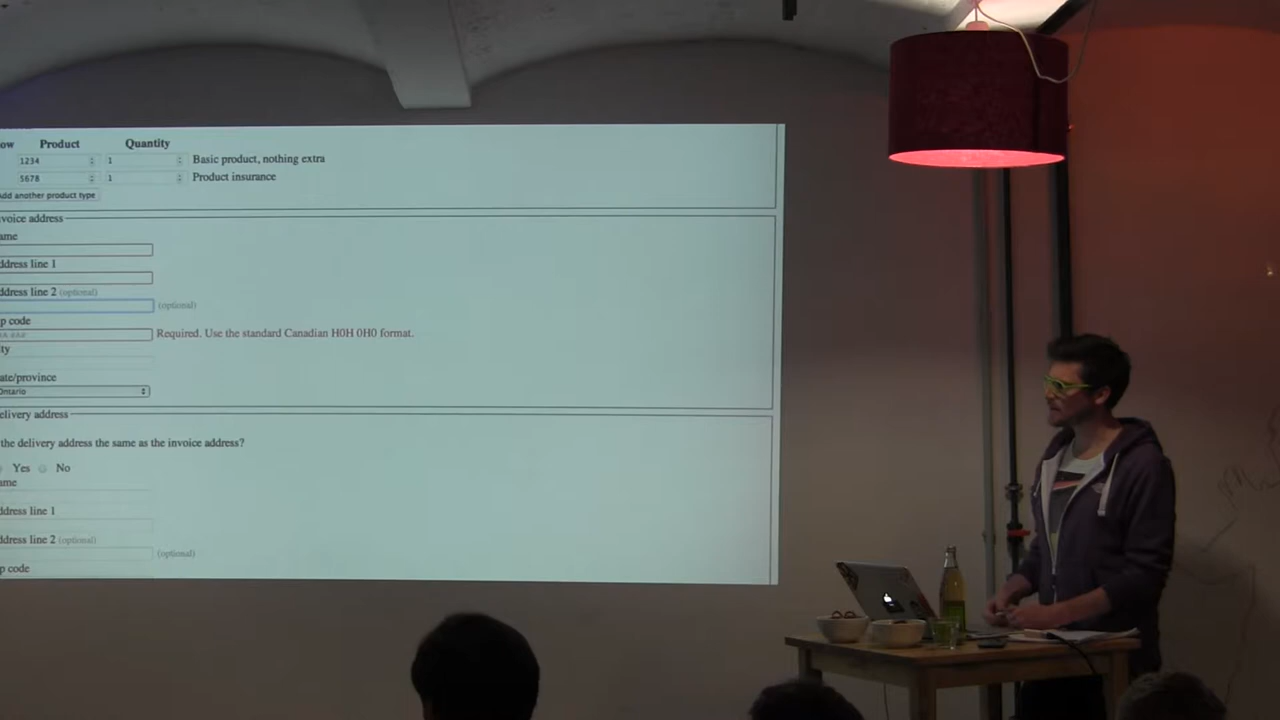 ow Product Quantity
1234 1 Basic product, nothing extra
5678 1 Product insurance
dd another product type
voice address
ame
ddress line 1
ddress line 2 (optional)
(optional)
p code
Required. Use the standard Canadian H0H 0H0 format.
ty
ate/province
Ontario
elivery address
the delivery address the same as the invoice address?
Yes No
ame
ddress line 1
ddress line 2 (optional)
(optional)
p code